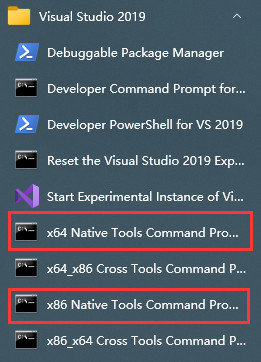 Visual Studio 2019
Debuggable Package Manager
Developer Command Prompt for...
Developer PowerShell for VS 2019
Reset the Visual Studio 2019 Exp...
Start Experimental Instance of Vi...
x64 Native Tools Command Pro...
x64_x86 Cross Tools Command P...
x86 Native Tools Command Pro...
x86_x64 Cross Tools Command P...